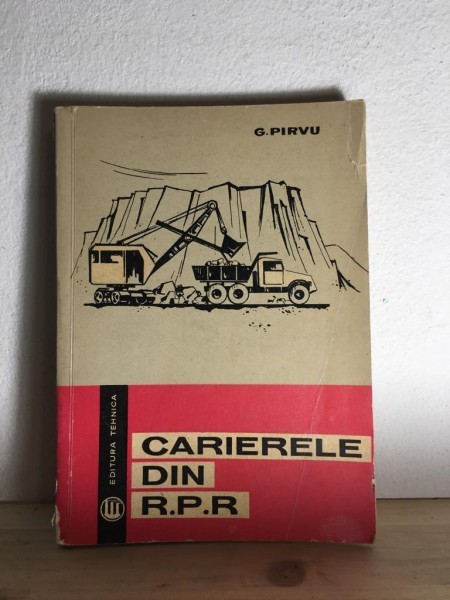 G. PIRVU
EDITURA TEHNICA
CARIERELE
DIN
R.P.R